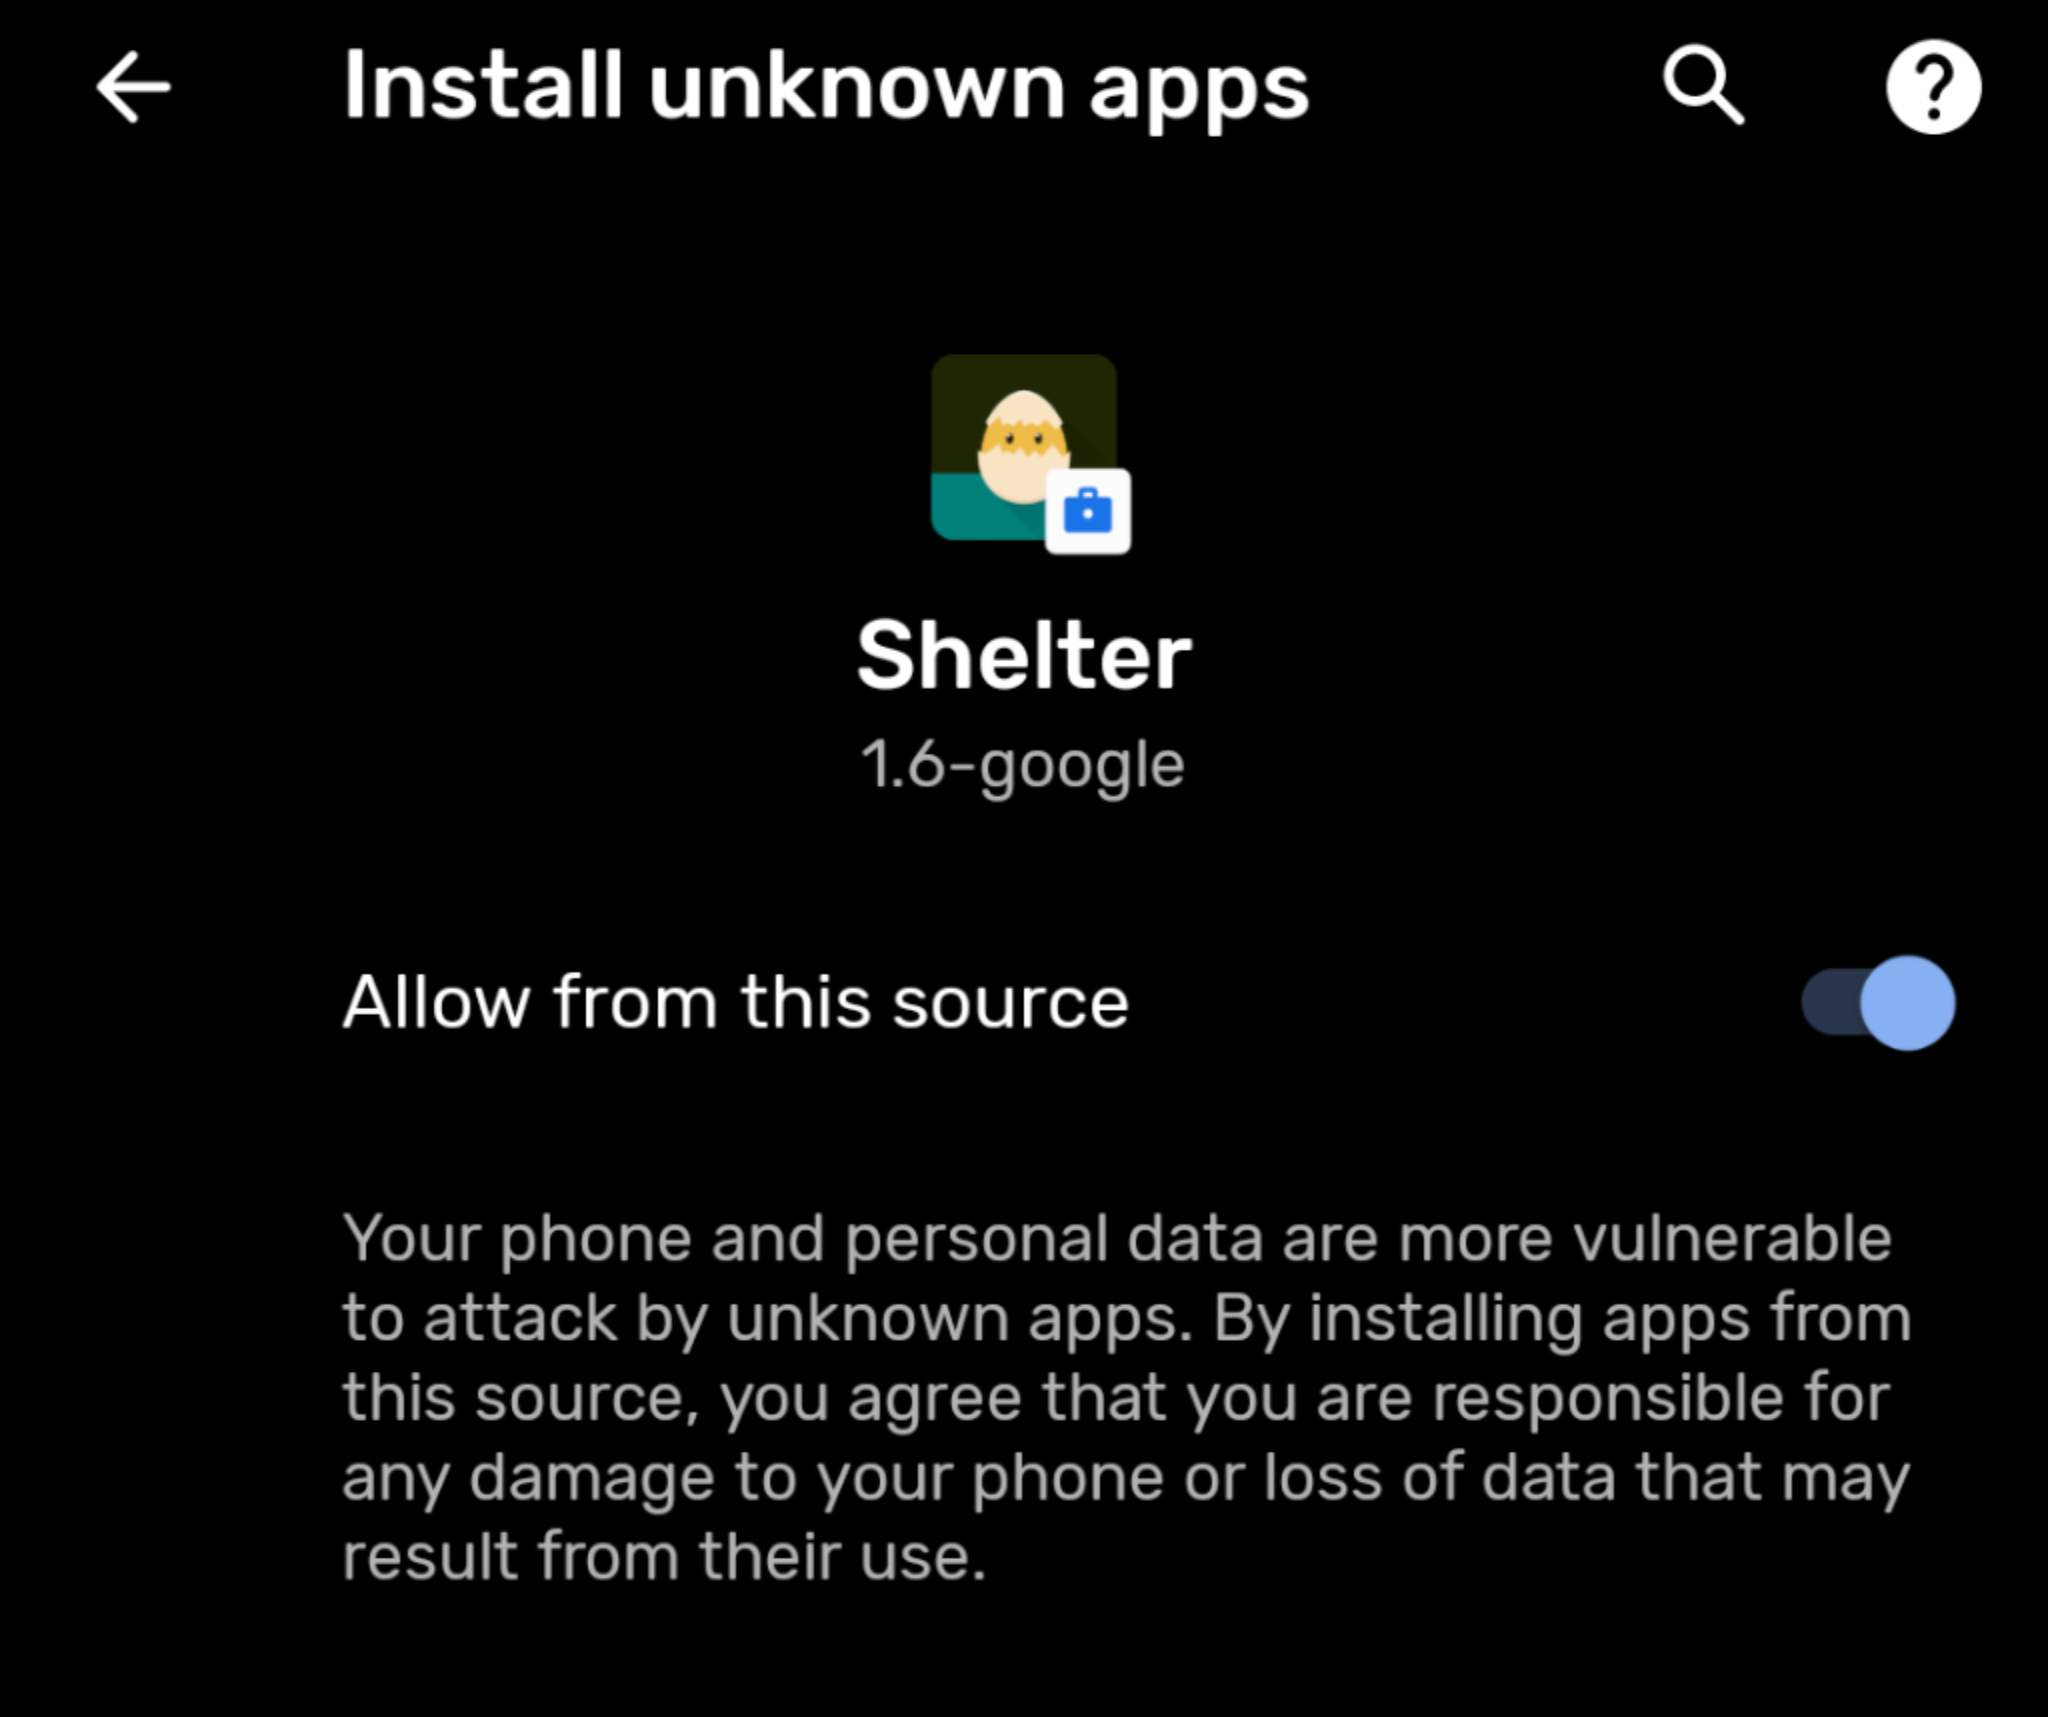 Install unknown apps
Shelter
1.6-google
Allow from this source
Your phone and personal data are more vulnerable
to attack by unknown apps. By installing apps from
this source, you agree that you are responsible for
any damage to your phone or loss of data that may
result from their use.